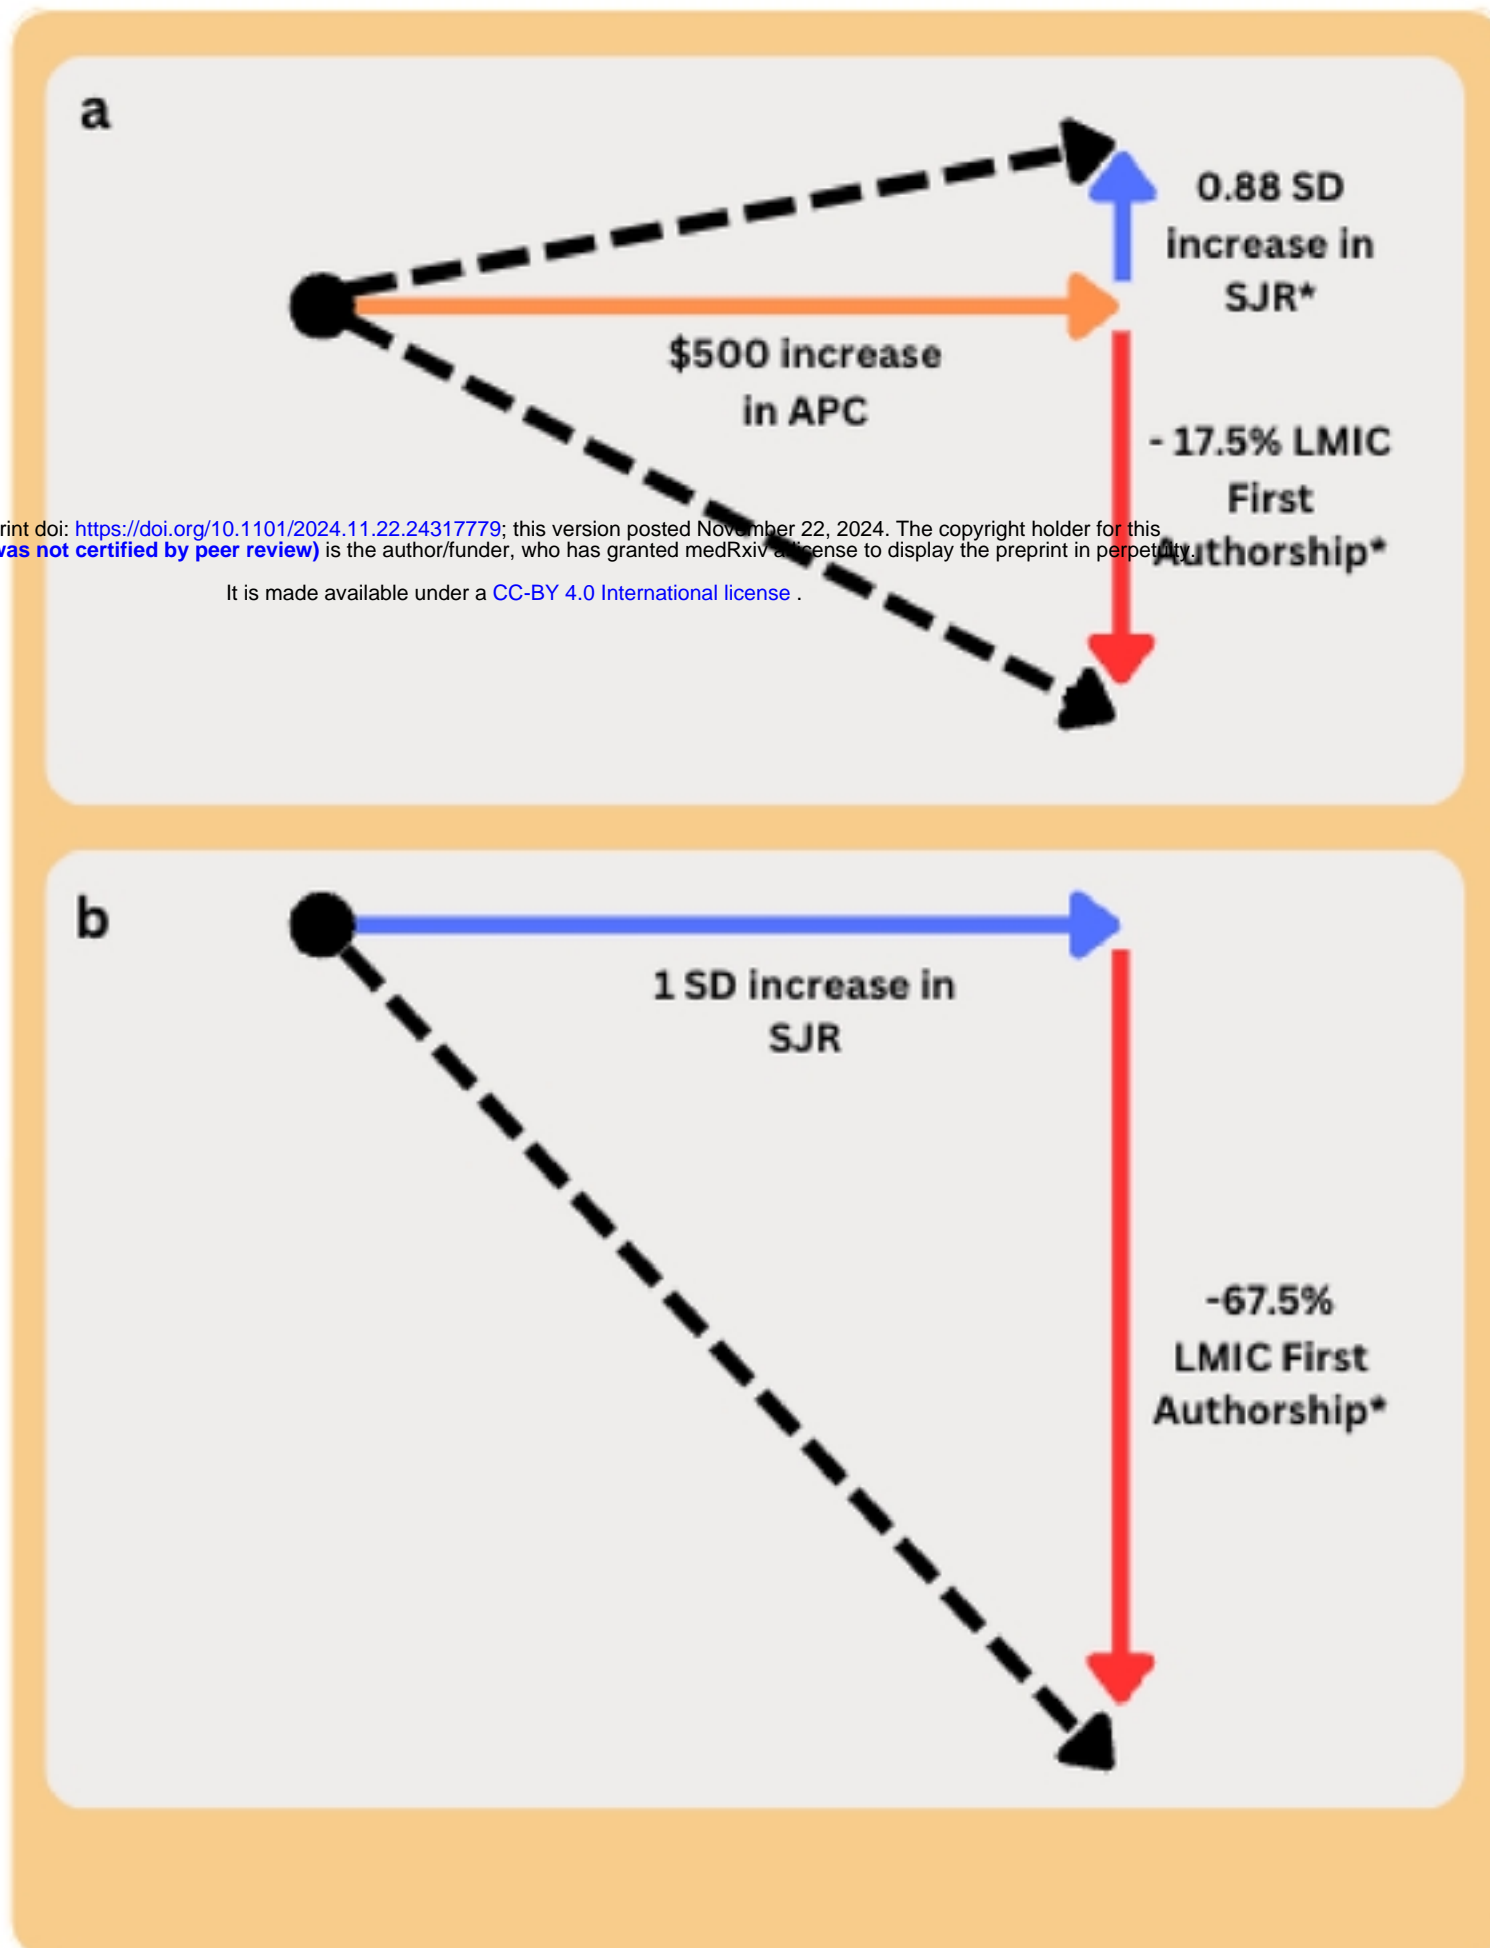 a
0.88 SD
increase in
SJR*
$500 increase
in APC
- 17.5% LMIC
First
Authorship*
rint doi: https://doi.org/10.1101/2024.11.22.24317779; this version posted November 22, 2024. The copyright holder for this
was not certified by peer review) is the author/funder, who has granted medRxiv a license to display the preprint in perpetuity.
It is made available under a CC-BY 4.0 International license .
b
1 SD increase in
SJR
-67.5%
LMIC First
Authorship*